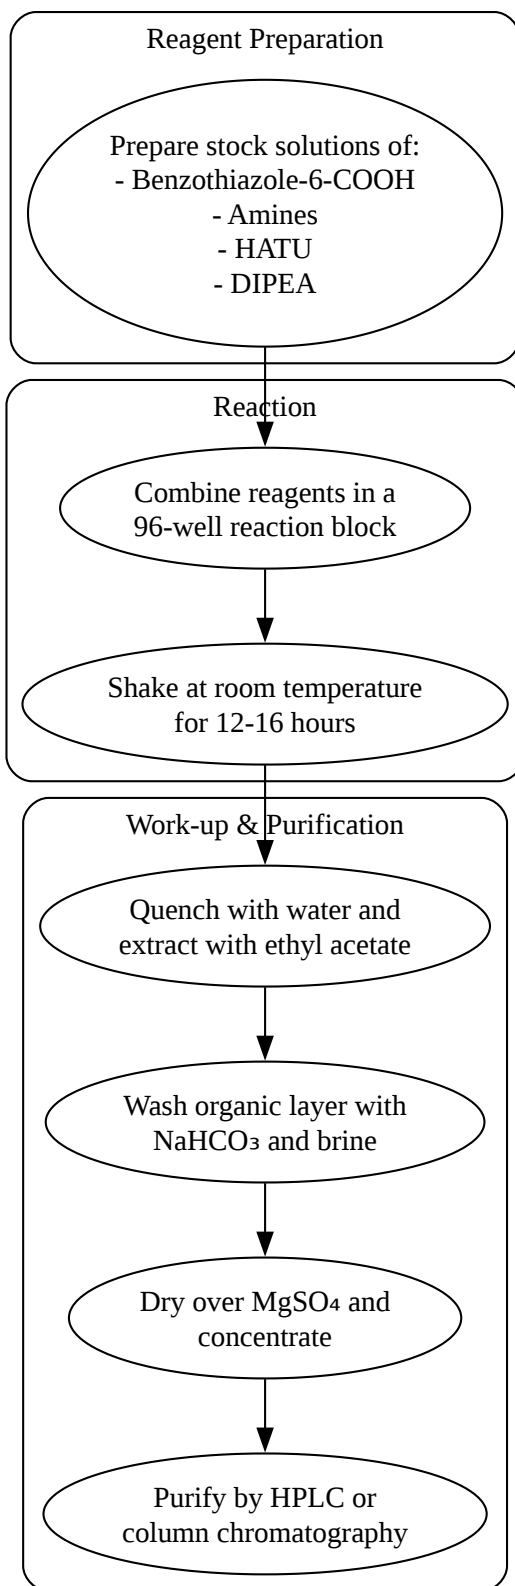 Reagent Preparation
Prepare stock solutions of:
- Benzothiazole-6-COOH
- Amines
- HATU
- DIPEA
Reaction
Combine reagents in a
96-well reaction block
Shake at room temperature
for 12-16 hours
Work-up & Purification
Quench with water and
extract with ethyl acetate
Wash organic layer with
NaHCO₃ and brine
Dry over MgSO₄ and
concentrate
Purify by HPLC or
column chromatography